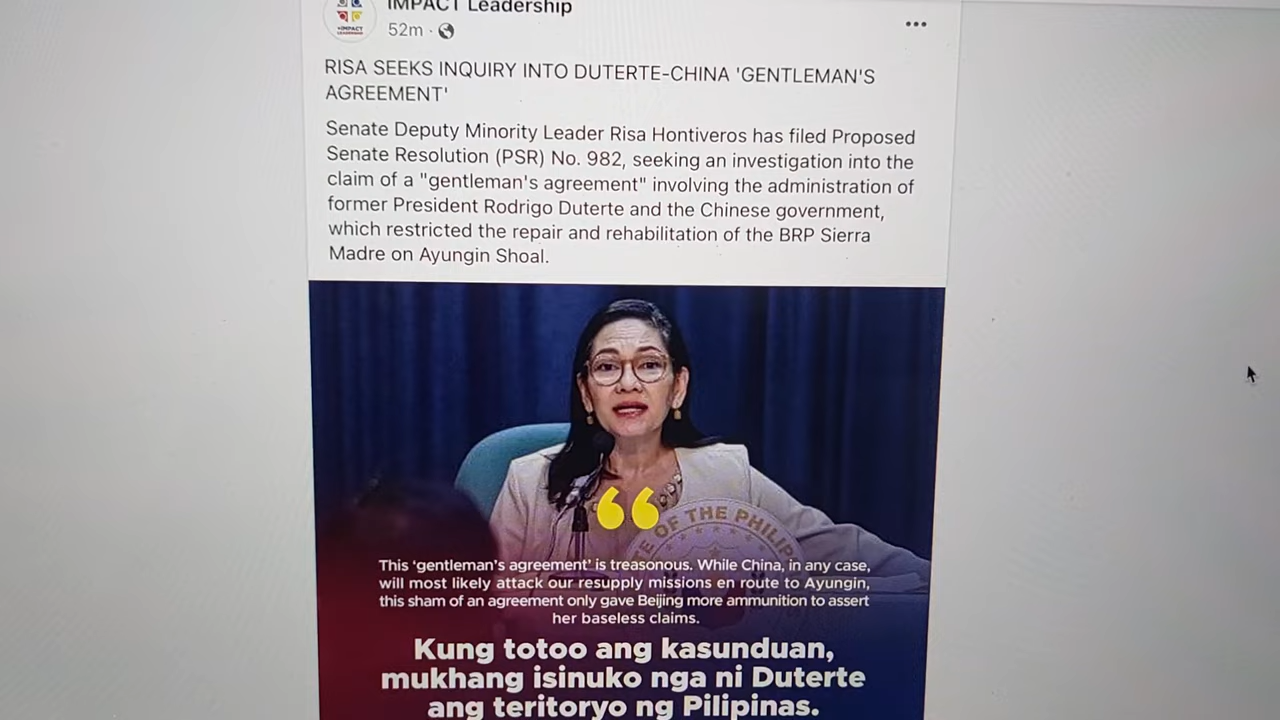 IMPACT Leadership
52m
RISA SEEKS INQUIRY INTO DUTERTE-CHINA 'GENTLEMAN'S
AGREEMENT'
Senate Deputy Minority Leader Risa Hontiveros has filed Proposed
Senate Resolution (PSR) No. 982, seeking an investigation into the
claim of a "gentleman's agreement" involving the administration of
former President Rodrigo Duterte and the Chinese government,
which restricted the repair and rehabilitation of the BRP Sierra
Madre on Ayungin Shoal.
“
OF THE PHILIP
This ‘gentleman’s agreement’ is treasonous. While China, in any case,
will most likely attack our resupply missions en route to Ayungin,
this sham of an agreement only gave Beijing more ammunition to assert
her baseless claims.
Kung totoo ang kasunduan,
mukhang isinuko nga ni Duterte
ang teritoryo ng Pilipinas.